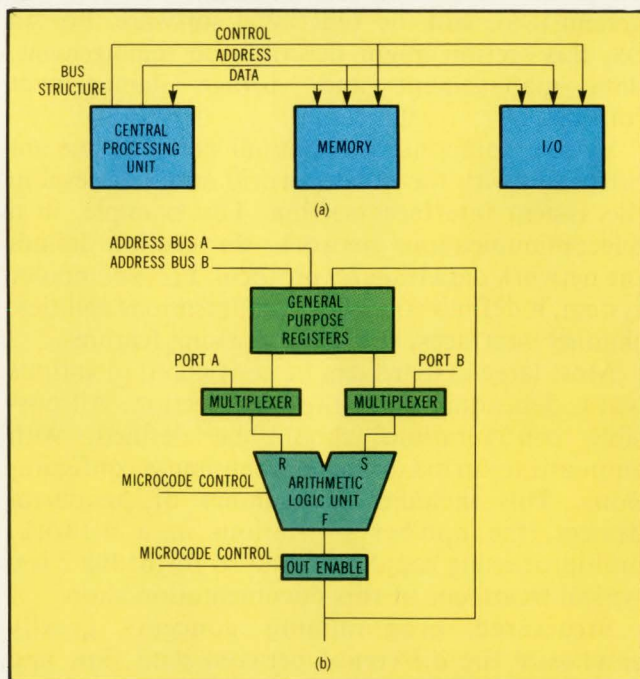 CONTROL
ADDRESS
BUS
STRUCTURE
DATA
CENTRAL
PROCESSING
UNIT
MEMORY
I/O
(a)
ADDRESS BUS A
ADDRESS BUS B
GENERAL
PURPOSE
REGISTERS
PORT A
PORT B
MULTIPLEXER
MULTIPLEXER
R
S
ARITHMETIC
LOGIC UNIT
F
MICROCODE CONTROL
MICROCODE CONTROL
OUT ENABLE
(b)